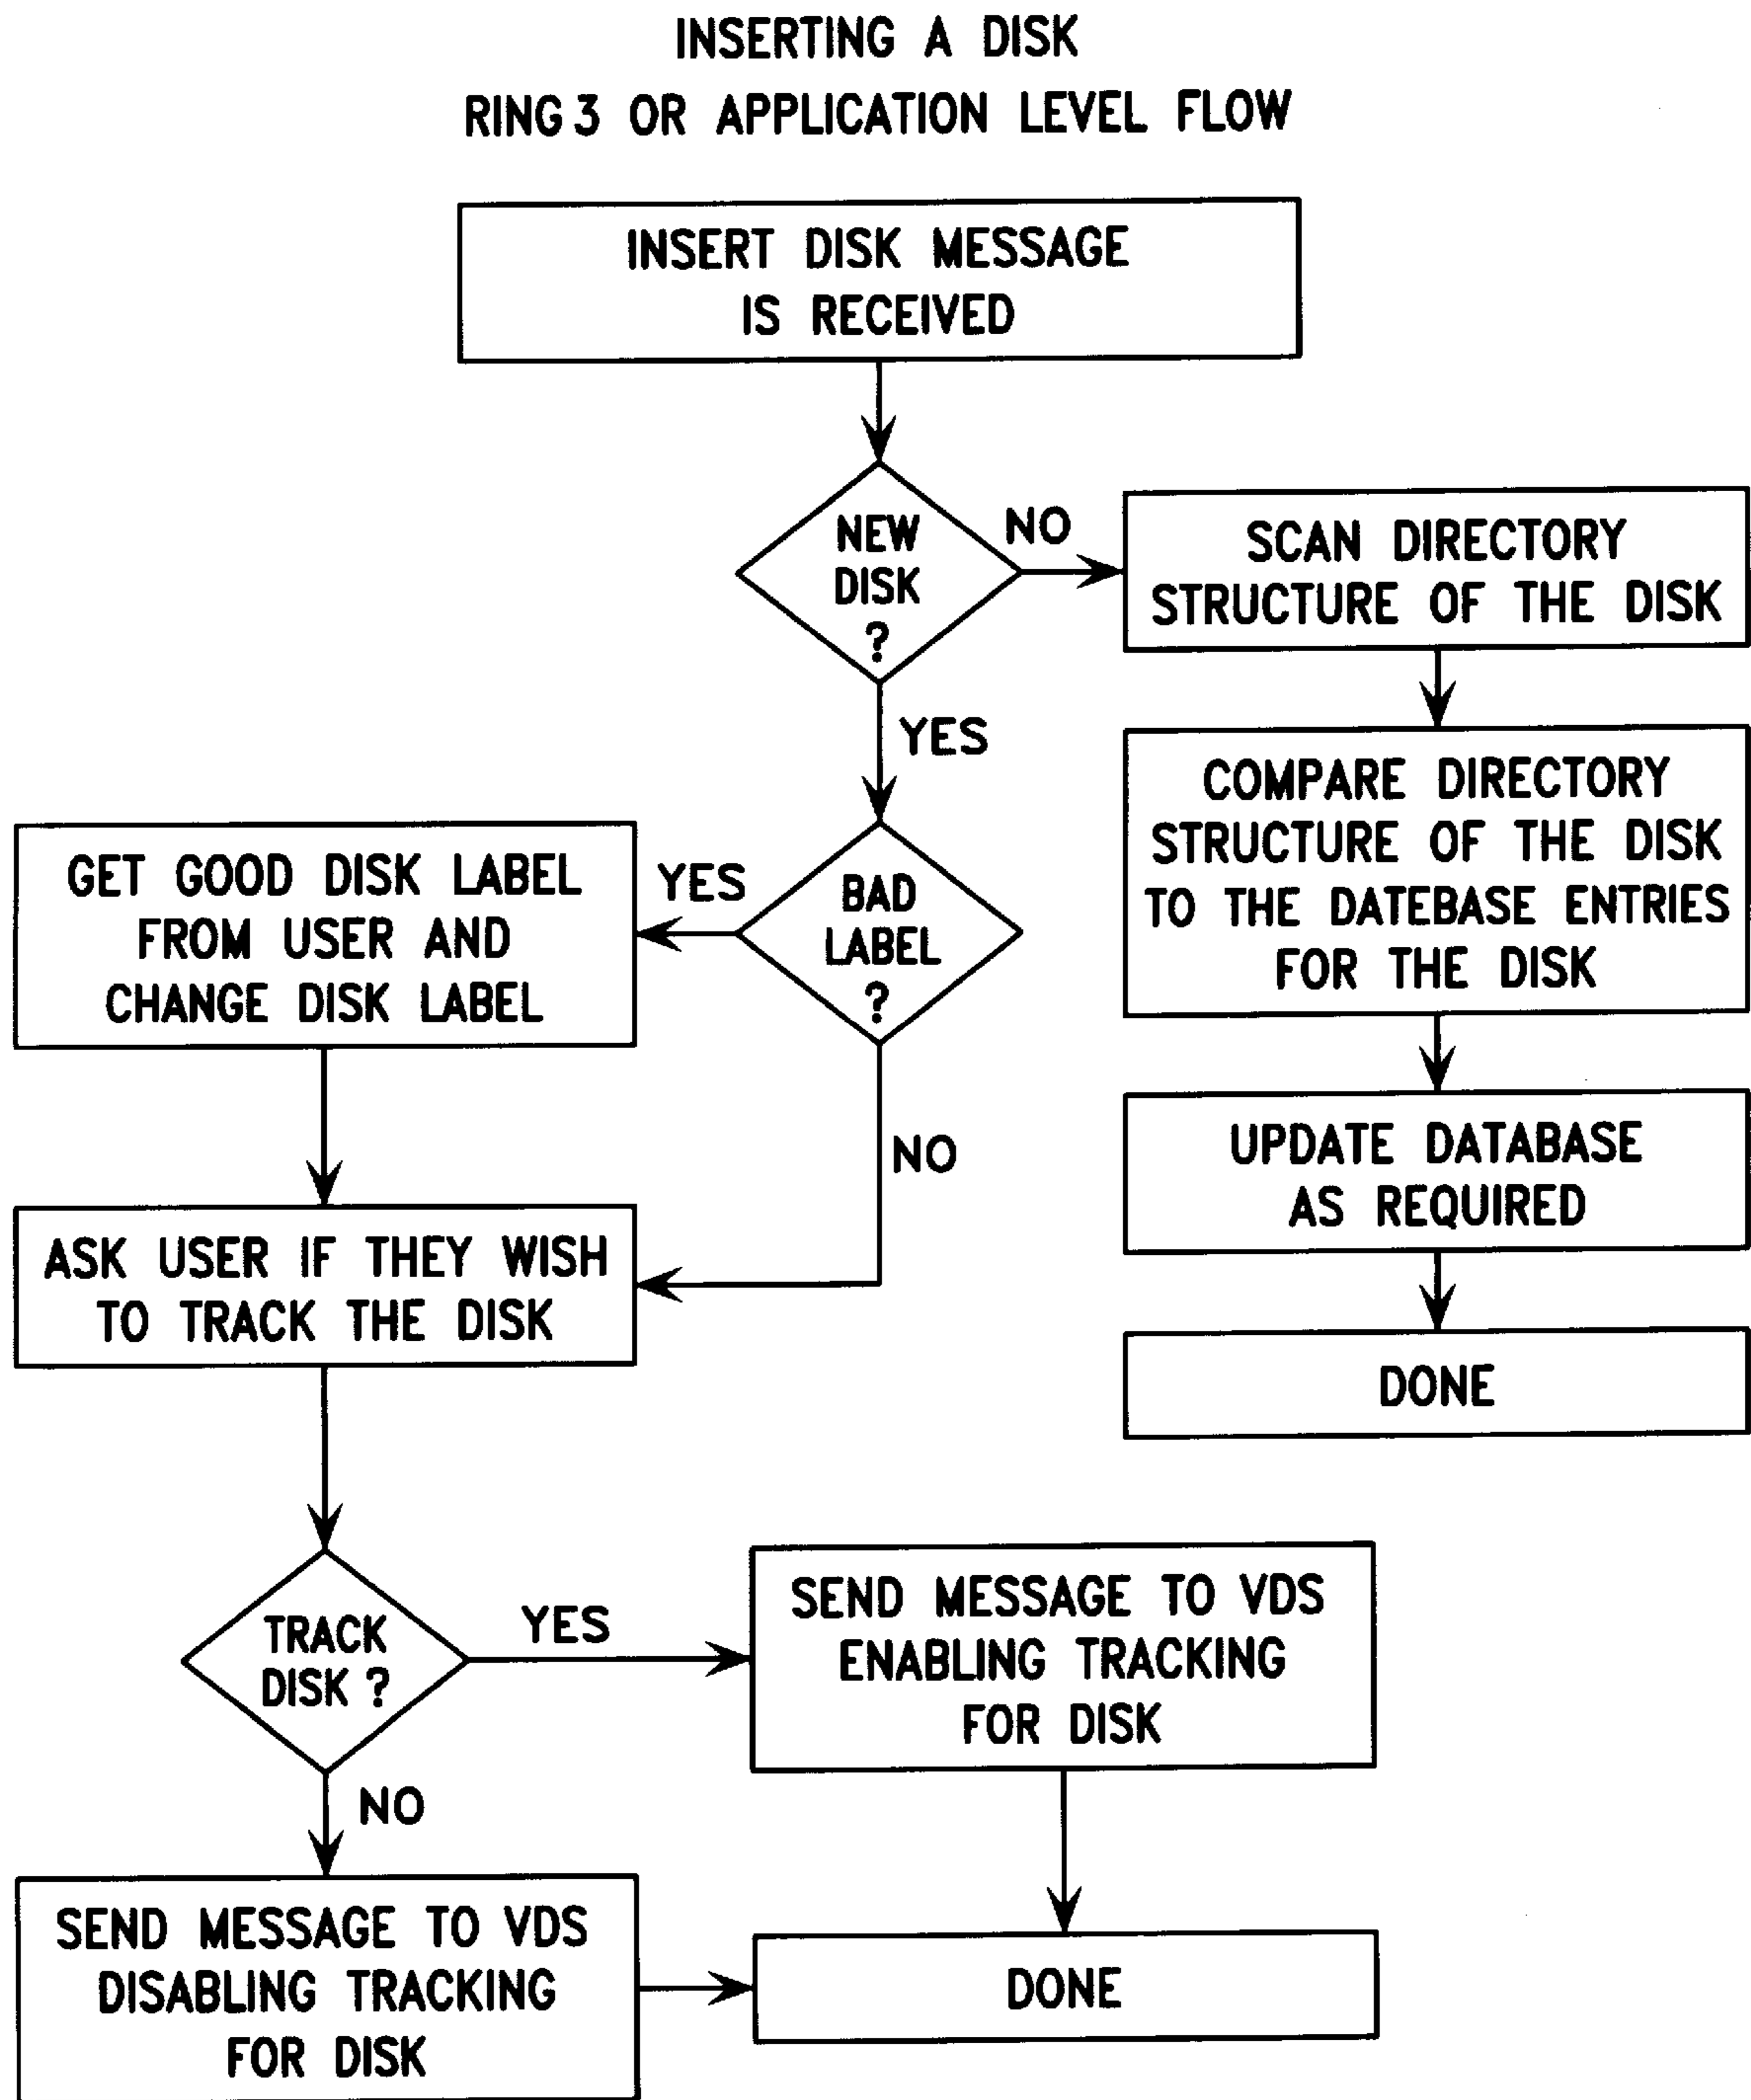 INSERTING A DISK
RING 3 OR APPLICATION LEVEL FLOW
INSERT DISK MESSAGE
IS RECEIVED
NEW
DISK
?
NO
SCAN DIRECTORY
STRUCTURE OF THE DISK
YES
COMPARE DIRECTORY
STRUCTURE OF THE DISK
TO THE DATEBASE ENTRIES
FOR THE DISK
BAD
LABEL
?
YES
GET GOOD DISK LABEL
FROM USER AND
CHANGE DISK LABEL
NO
UPDATE DATABASE
AS REQUIRED
ASK USER IF THEY WISH
TO TRACK THE DISK
DONE
TRACK
DISK ?
YES
SEND MESSAGE TO VDS
ENABLING TRACKING
FOR DISK
NO
SEND MESSAGE TO VDS
DISABLING TRACKING
FOR DISK
DONE